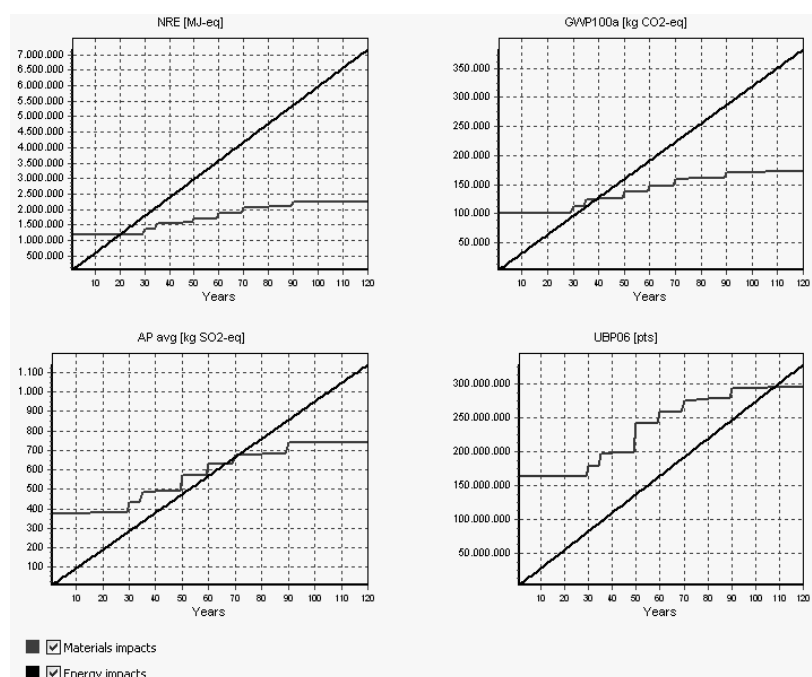 NRE [MJ-eq]
7.000.000
6.500.000
6.000.000
5.500.000
5.000.000
4.500.000
4.000.000
3.500.000
3.000.000
2.500.000
2.000.000
1.500.000
1.000.000
500.000
10 20 30 40 50 60 70 80 90 100 110 120
Years
GWP100a [kg CO2-eq]
350.000
300.000
250.000
200.000
150.000
100.000
50.000
10 20 30 40 50 60 70 80 90 100 110 120
Years
AP avg [kg SO2-eq]
1.100
1.000
900
800
700
600
500
400
300
200
100
10 20 30 40 50 60 70 80 90 100 110 120
Years
UBP06 [pts]
300.000.000
250.000.000
200.000.000
150.000.000
100.000.000
50.000.000
10 20 30 40 50 60 70 80 90 100 110 120
Years
Materials impacts
Energy impacts